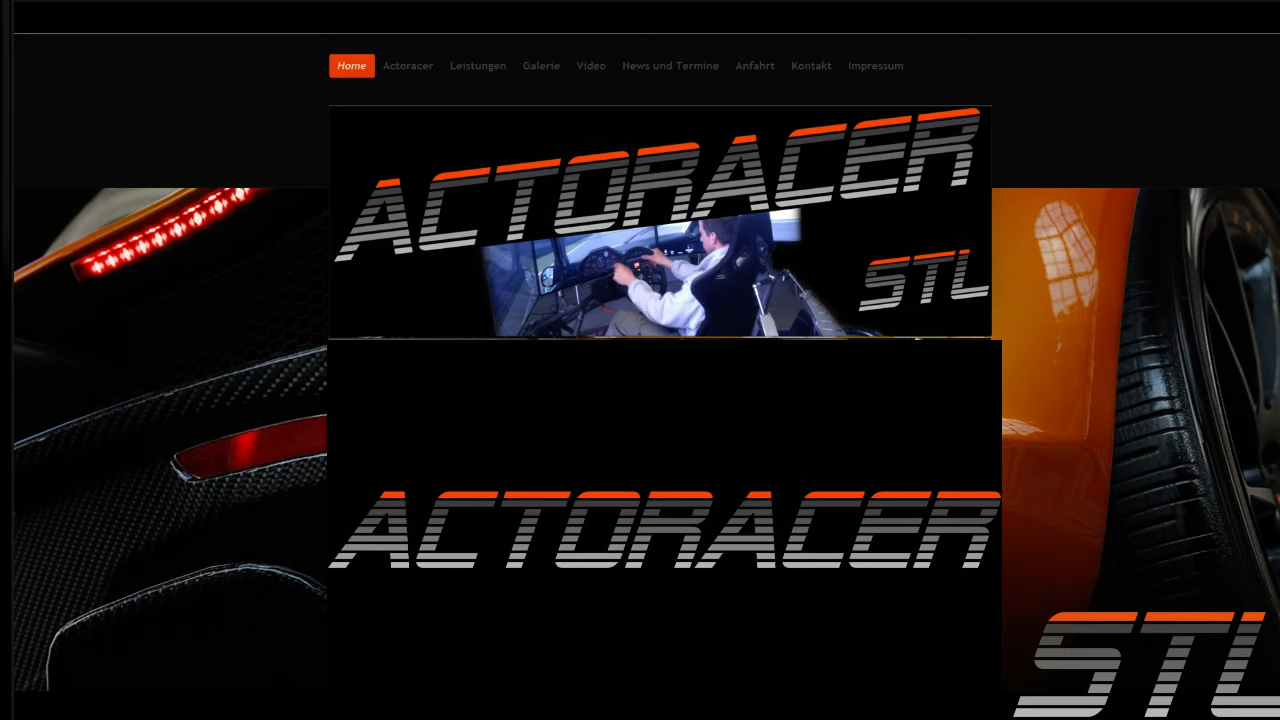 Home Actoracer Leistungen Galerie Video News und Termine Anfahrt Kontakt Impressum
ACTORACER
STL
ACTORACER
STL